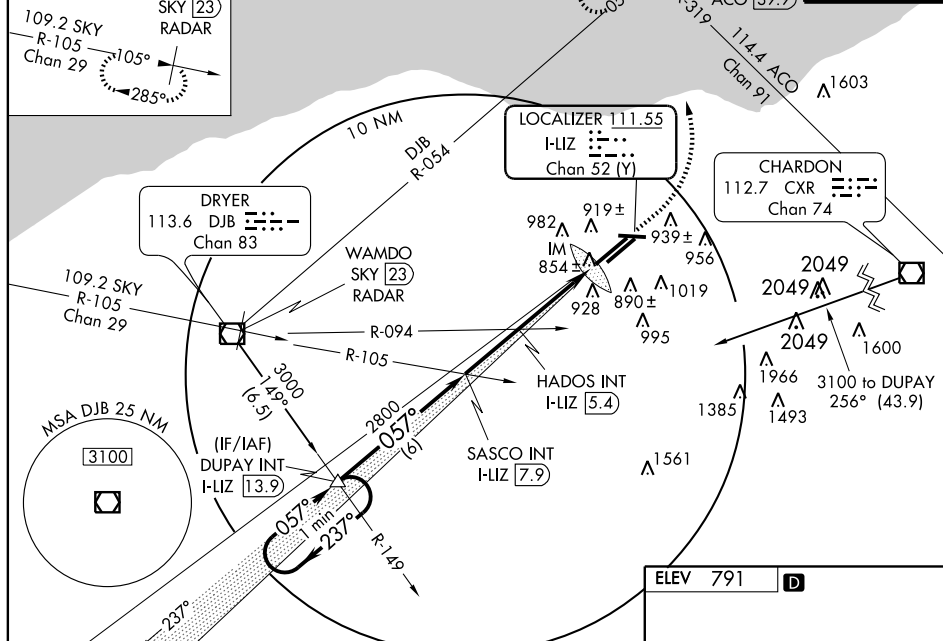 SKY 23
RADAR
109.2 SKY
R-105
Chan 29
105°
285°
R-319
114.4 ACO
Chan 91
1603
10 NM
DJB
R-054
LOCALIZER 111.55
I-LIZ
Chan 52 (Y)
CHARDON
112.7 CXR
Chan 74
DRYER
113.6 DJB
Chan 83
982
919±
IM
854±
939±
956
WAMDO
SKY 23
RADAR
928
890±
1019
995
2049
2049
2049
1600
1966
1385
1493
3100 to DUPAY
256° (43.9)
109.2 SKY
R-105
Chan 29
R-094
R-105
HADOS INT
I-LIZ 5.4
3000
149°
(6.5)
2800
057°
(6)
SASCO INT
I-LIZ 7.9
1561
MSA DJB 25 NM
3100
(IF/IAF)
DUPAY INT
I-LIZ 13.9
057°
1 min
237°
R-149
237°
ELEV 791 D